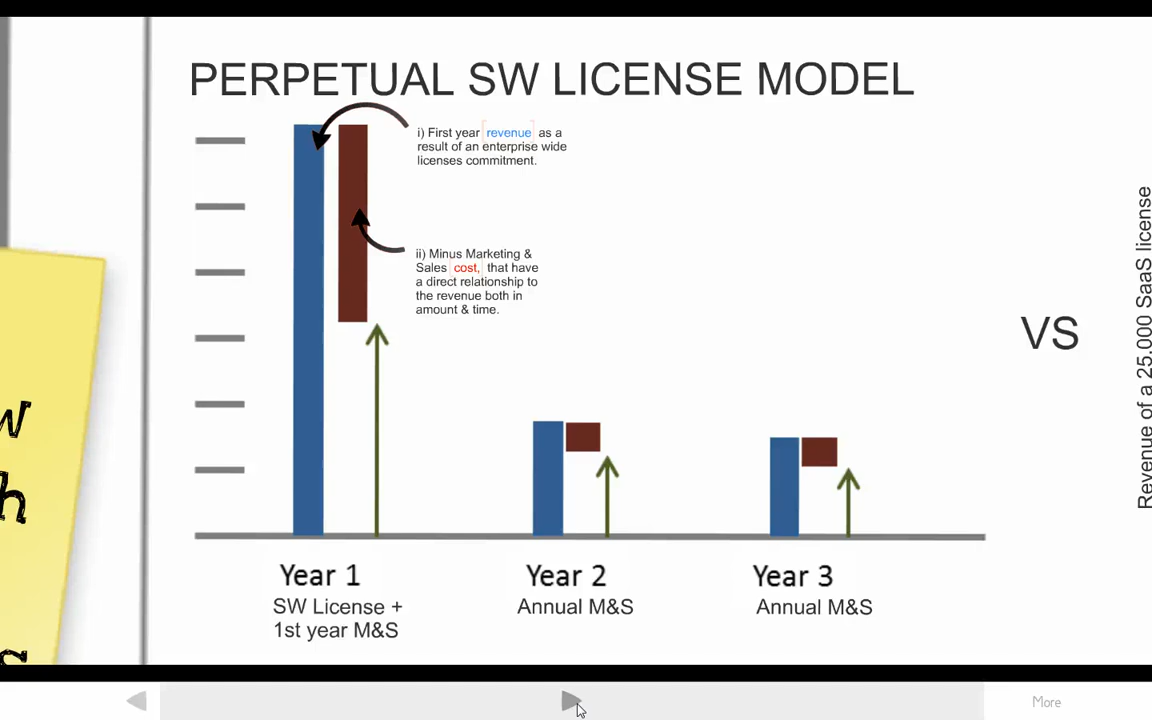 PERPETUAL SW LICENSE MODEL
i) First year revenue as a
result of an enterprise wide
licenses commitment.
ii) Minus Marketing &
Sales cost, that have
a direct relationship to
the revenue both in
amount & time.
VS
Revenue of a 25.000 SaaS license
w
h
s
Year 1
SW License +
1st year M&S
Year 2
Annual M&S
Year 3
Annual M&S
More